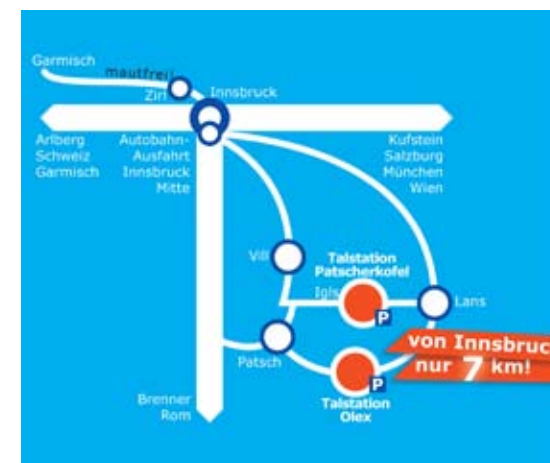 Garmisch
mautfrei!
Zirl
Innsbruck
Arlberg
Schweiz
Garmisch
Autobahn-
Ausfahrt
Innsbruck
Mitte
Kufstein
Salzburg
München
Wien
Vill
Talstation
Patscherkofel
Igls
P
Lans
von Innsbruc
nur 7 km!
Patsch
P
Talstation
Olex
Brenner
Rom